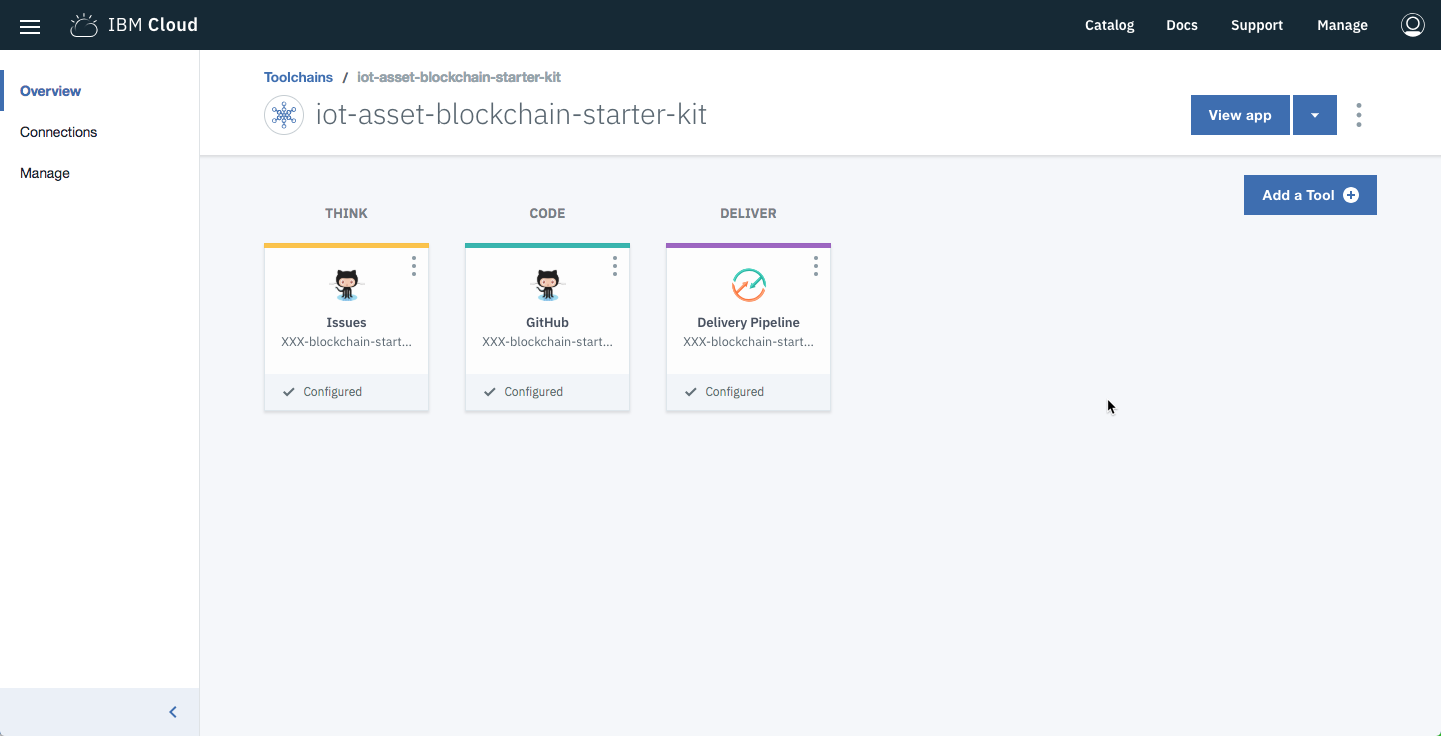 IBM Cloud
Catalog Docs Support Manage
Overview
Connections
Manage
Toolchains / iot-asset-blockchain-starter-kit
iot-asset-blockchain-starter-kit
View app
Add a Tool
THINK CODE DELIVER
Issues GitHub Delivery Pipeline
XXX-blockchain-start... XXX-blockchain-start... XXX-blockchain-start...
Configured Configured Configured